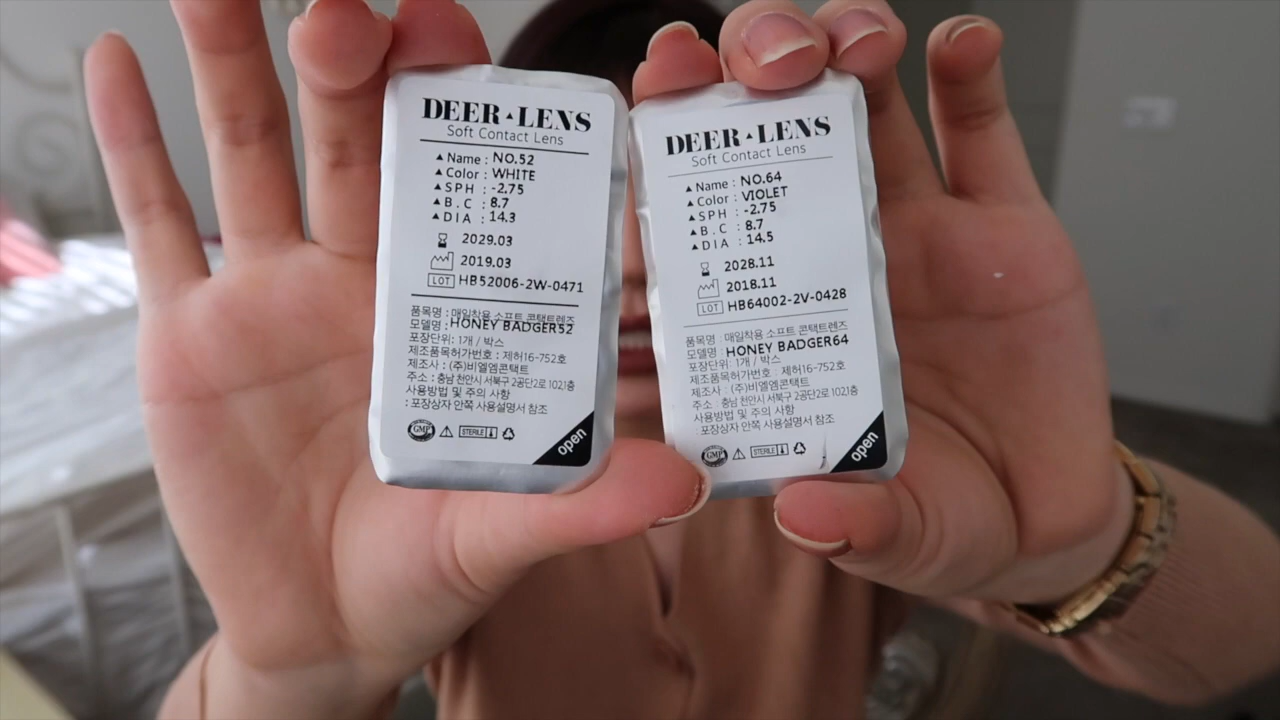 DEER▲LENS
Soft Contact Lens
▲ Name : NO.52
▲ Color : WHITE
▲ SPH : -2.75
▲ B.C : 8.7
▲ DIA : 14.3
2029.03
2019.03
LOT HB52006-2W-0471
품목명 : 매일착용 소프트 콘택트렌즈
모델명 : HONEY BADGER52
포장단위: 1개 / 박스
제조품목허가번호 : 제허16-752호
제조사 : (주)비엘엠콘택트
주소 : 충남 천안시 서북구 2공단2로 102,1층
사용방법 및 주의 사항
: 포장상자 안쪽 사용설명서 참조
GMP STERILE
open
DEER▲LENS
Soft Contact Lens
▲ Name : NO.64
▲ Color : VIOLET
▲ SPH : -2.75
▲ B.C : 8.7
▲ DIA : 14.5
2028.11
2018.11
LOT HB64002-2V-0428
품목명 : 매일착용 소프트 콘택트렌즈
모델명 : HONEY BADGER64
포장단위: 1개 / 박스
제조품목허가번호 : 제허16-752호
제조사 : (주)비엘엠콘택트
주소 : 충남 천안시 서북구 2공단2로 102,1층
사용방법 및 주의 사항
: 포장상자 안쪽 사용설명서 참조
GMP STERILE
open